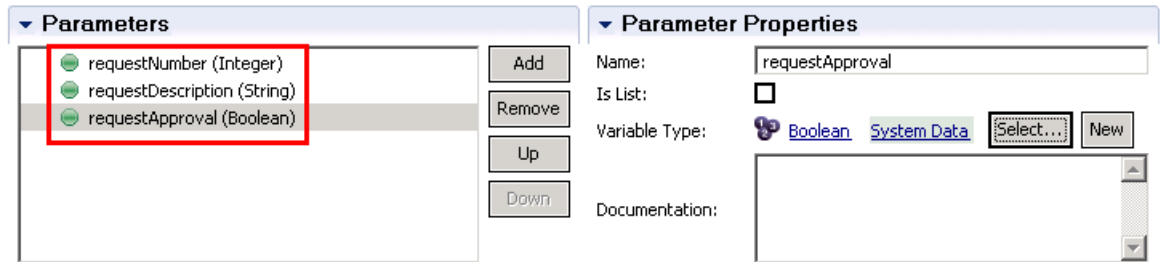 Parameters
requestNumber (Integer)
requestDescription (String)
requestApproval (Boolean)
Add
Remove
Up
Down
Parameter Properties
Name: requestApproval
Is List:
Variable Type: Boolean System Data Select... New
Documentation: